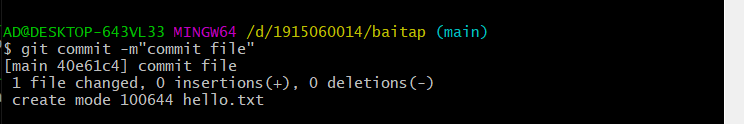 AD@DESKTOP-643VL33 MINGW64 /d/1915060014/baitap (main)
$ git commit -m"commit file"
[main 40e61c4] commit file
 1 file changed, 0 insertions(+), 0 deletions(-)
 create mode 100644 hello.txt